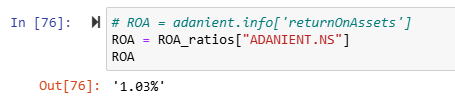 In [76]:
# ROA = adanient.info['returnOnAssets']
ROA = ROA_ratios["ADANIENT.NS"]
ROA
Out[76]: '1.03%'